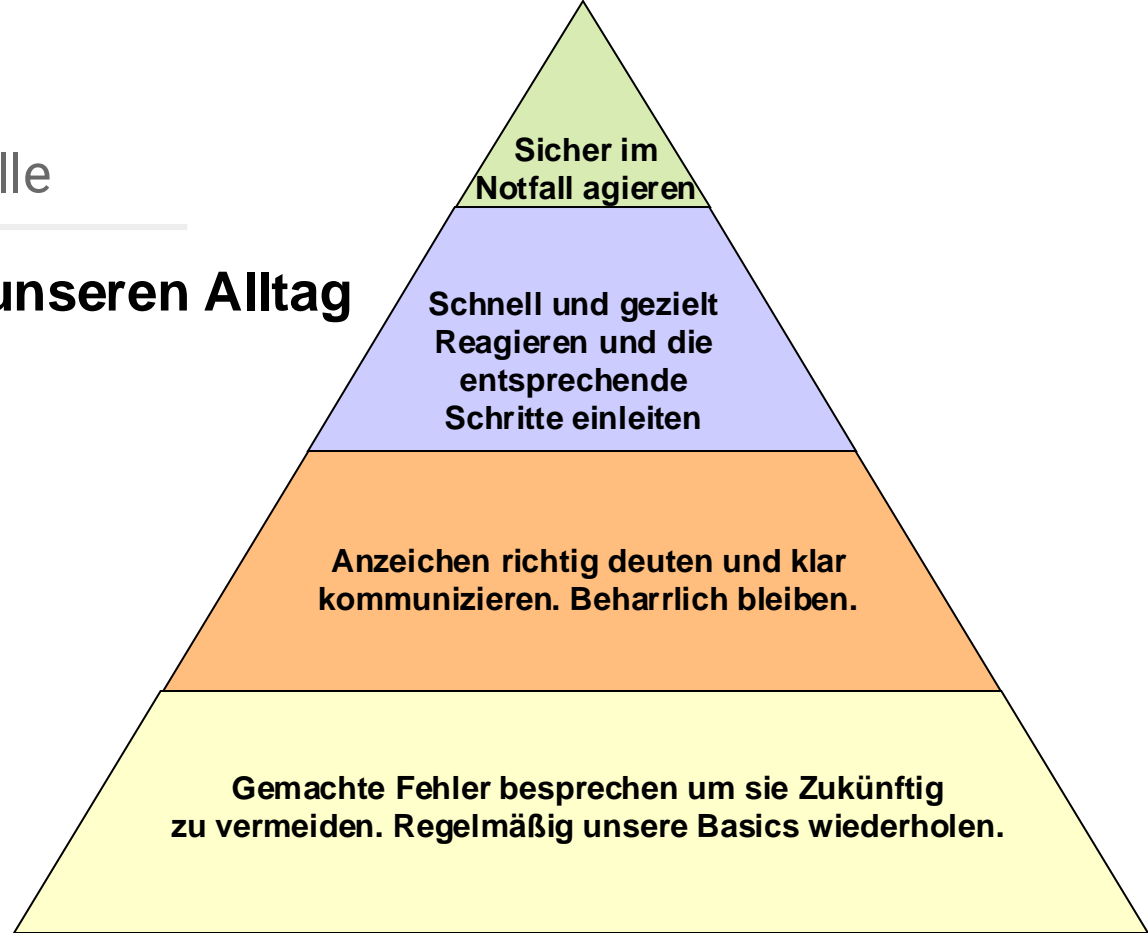 lle
unseren Alltag
Sicher im
Notfall agieren
Schnell und gezielt
Reagieren und die
entsprechende
Schritte einleiten
Anzeichen richtig deuten und klar
kommunizieren. Beharrlich bleiben.
Gemachte Fehler besprechen um sie Zukünftig
zu vermeiden. Regelmäßig unsere Basics wiederholen.